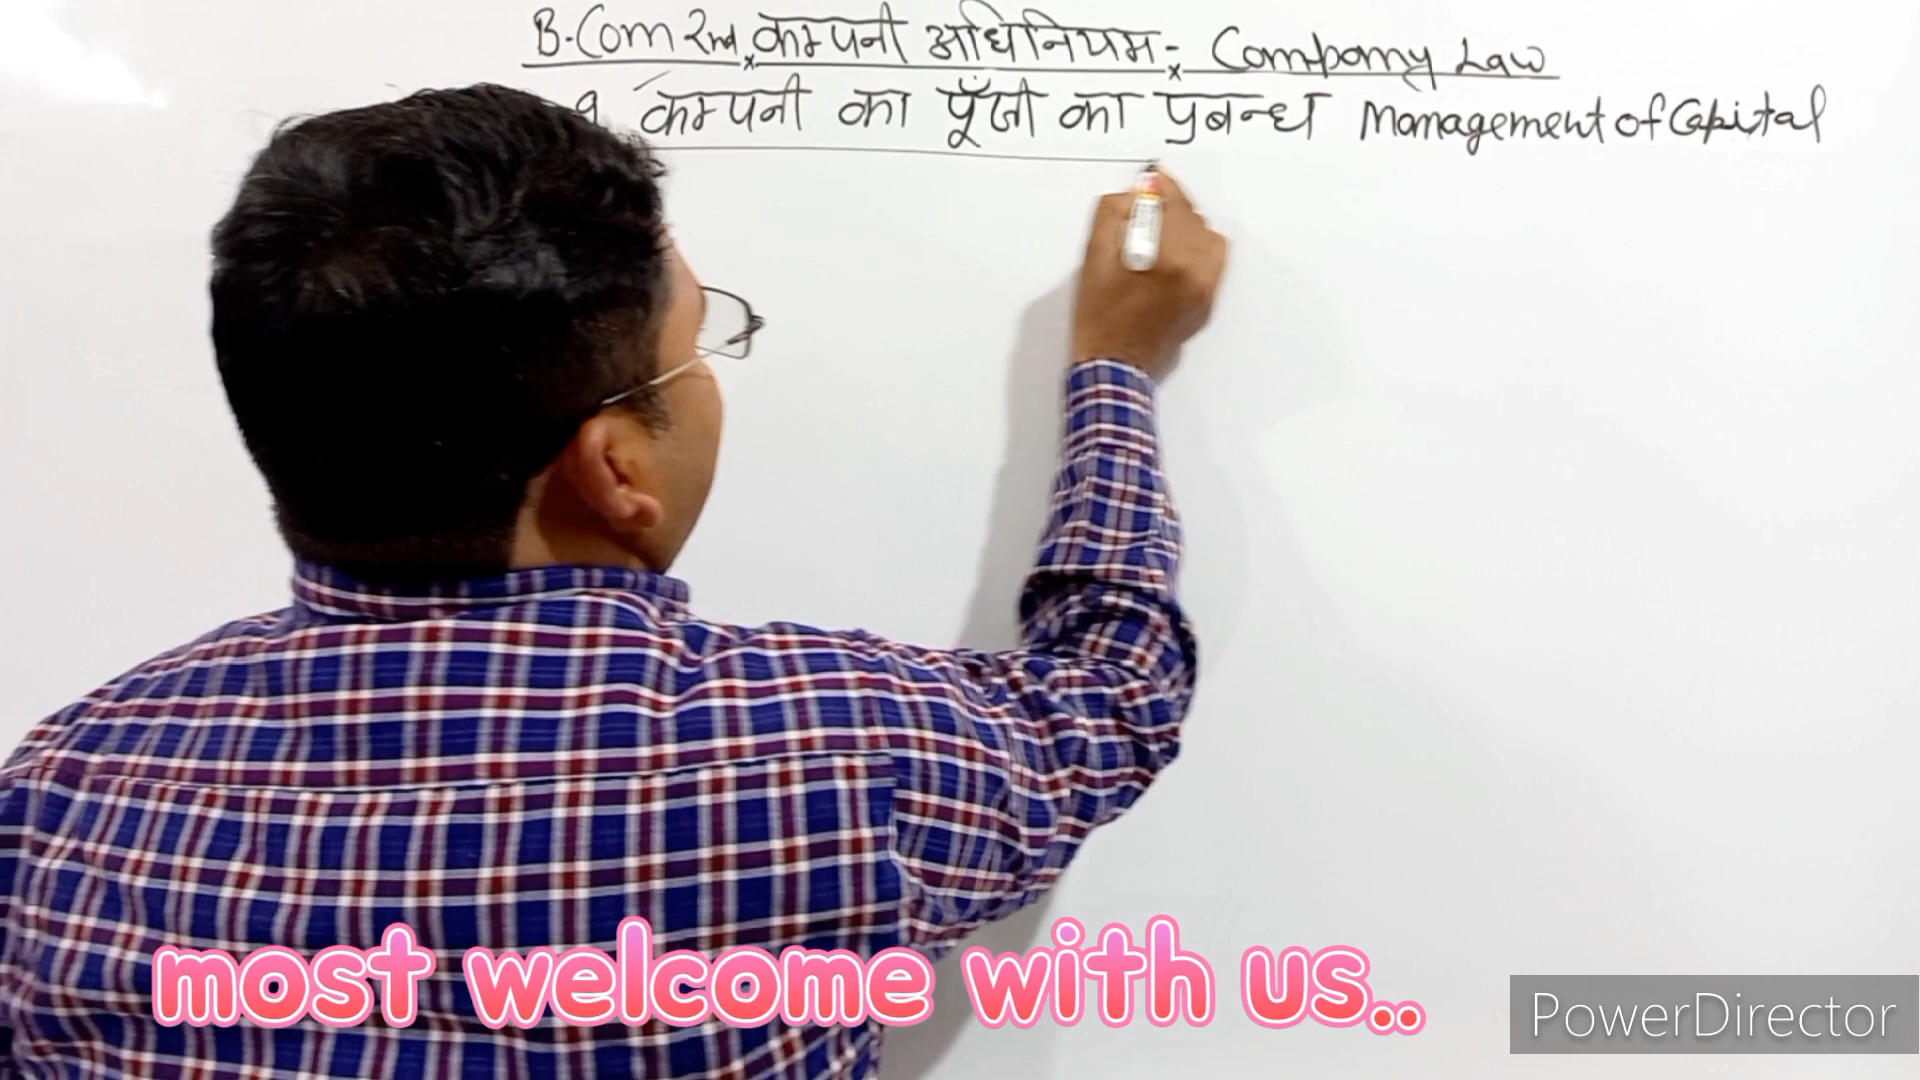 B.Com 2nd कम्पनी अधिनियम:- Company Law
9 कम्पनी का पूँजी का प्रबन्ध Management of Capital
most welcome with us..
PowerDirector